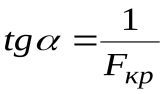 tgα = 1/F_кр